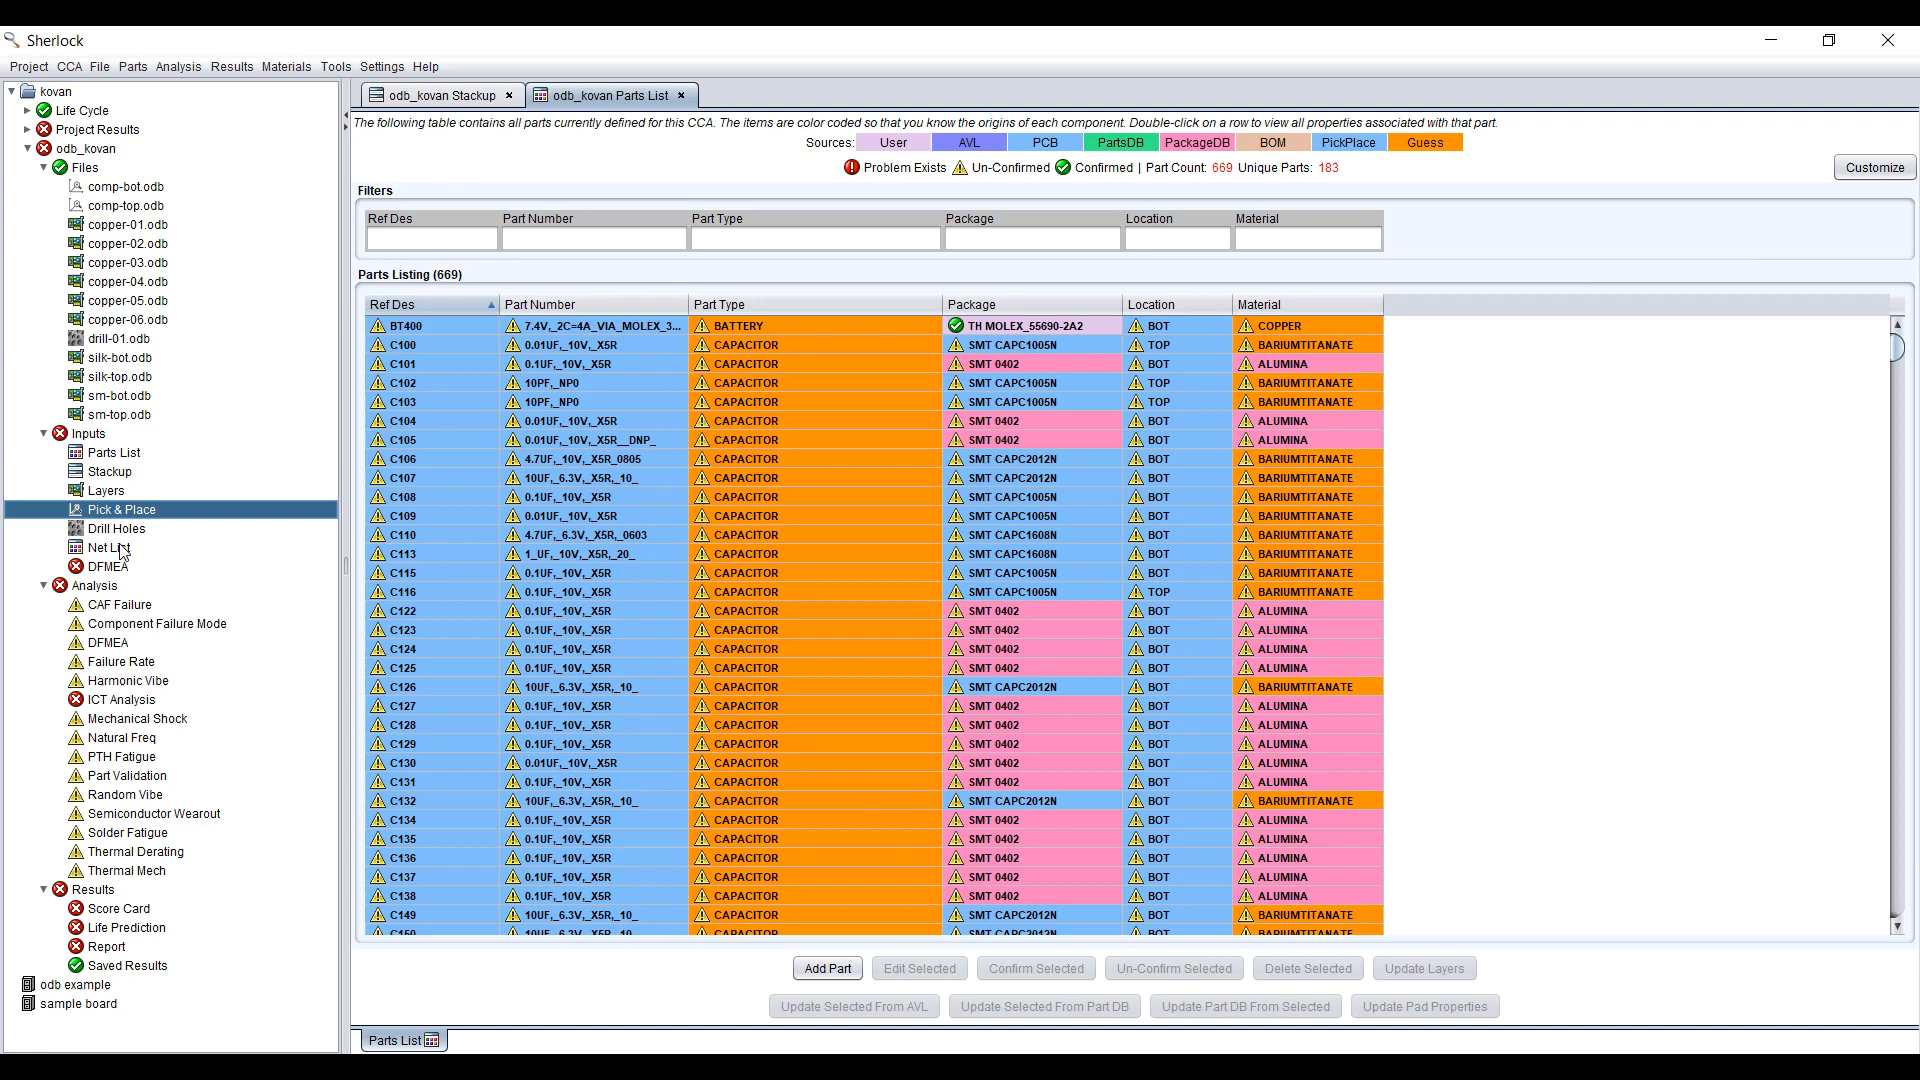 Sherlock
Project CCA File Parts Analysis Results Materials Tools Settings Help
kovan
Life Cycle
Project Results
odb_kovan
Files
comp-bot.odb
comp-top.odb
copper-01.odb
copper-02.odb
copper-03.odb
copper-04.odb
copper-05.odb
copper-06.odb
drill-01.odb
silk-bot.odb
silk-top.odb
sm-bot.odb
sm-top.odb
Inputs
Parts List
Stackup
Layers
Pick & Place
Drill Holes
Net List
DFMEA
Analysis
CAF Failure
Component Failure Mode
DFMEA
Failure Rate
Harmonic Vibe
ICT Analysis
Mechanical Shock
Natural Freq
PTH Fatigue
Part Validation
Random Vibe
Semiconductor Wearout
Solder Fatigue
Thermal Derating
Thermal Mech
Results
Score Card
Life Prediction
Report
Saved Results
odb example
sample board
odb_kovan Stackup odb_kovan Parts List
The following table contains all parts currently defined for this CCA. The items are color coded so that you know the origins of each component. Double-click on a row to view all properties associated with that part.
Sources: User AVL PCB PartsDB PackageDB BOM PickPlace Guess
Problem Exists Un-Confirmed Confirmed | Part Count: 669 Unique Parts: 183
Customize
Filters
Ref Des Part Number Part Type Package Location Material
Parts Listing (669)
Ref Des Part Number Part Type Package Location Material
BT400 7.4V,_2C=4A_VIA_MOLEX_3... BATTERY TH MOLEX_55690-2A2 BOT COPPER
C100 0.01UF,_10V,_X5R CAPACITOR SMT CAPC1005N TOP BARIUMTITANATE
C101 0.1UF,_10V,_X5R CAPACITOR SMT 0402 BOT ALUMINA
C102 10PF,_NP0 CAPACITOR SMT CAPC1005N TOP BARIUMTITANATE
C103 10PF,_NP0 CAPACITOR SMT CAPC1005N TOP BARIUMTITANATE
C104 0.01UF,_10V,_X5R CAPACITOR SMT 0402 BOT ALUMINA
C105 0.01UF,_10V,_X5R__DNP_ CAPACITOR SMT 0402 BOT ALUMINA
C106 4.7UF,_10V,_X5R_0805 CAPACITOR SMT CAPC2012N BOT BARIUMTITANATE
C107 10UF,_6.3V,_X5R,_10_ CAPACITOR SMT CAPC2012N BOT BARIUMTITANATE
C108 0.1UF,_10V,_X5R CAPACITOR SMT CAPC1005N BOT BARIUMTITANATE
C109 0.01UF,_10V,_X5R CAPACITOR SMT CAPC1005N BOT BARIUMTITANATE
C110 4.7UF,_6.3V,_X5R,_0603 CAPACITOR SMT CAPC1608N BOT BARIUMTITANATE
C113 1_UF,_10V,_X5R,_20_ CAPACITOR SMT CAPC1608N BOT BARIUMTITANATE
C115 0.1UF,_10V,_X5R CAPACITOR SMT CAPC1005N BOT BARIUMTITANATE
C116 0.1UF,_10V,_X5R CAPACITOR SMT CAPC1005N TOP BARIUMTITANATE
C122 0.1UF,_10V,_X5R CAPACITOR SMT 0402 BOT ALUMINA
C123 0.1UF,_10V,_X5R CAPACITOR SMT 0402 BOT ALUMINA
C124 0.1UF,_10V,_X5R CAPACITOR SMT 0402 BOT ALUMINA
C125 0.1UF,_10V,_X5R CAPACITOR SMT 0402 BOT ALUMINA
C126 10UF,_6.3V,_X5R,_10_ CAPACITOR SMT CAPC2012N BOT BARIUMTITANATE
C127 0.1UF,_10V,_X5R CAPACITOR SMT 0402 BOT ALUMINA
C128 0.1UF,_10V,_X5R CAPACITOR SMT 0402 BOT ALUMINA
C129 0.1UF,_10V,_X5R CAPACITOR SMT 0402 BOT ALUMINA
C130 0.01UF,_10V,_X5R CAPACITOR SMT 0402 BOT ALUMINA
C131 0.1UF,_10V,_X5R CAPACITOR SMT 0402 BOT ALUMINA
C132 10UF,_6.3V,_X5R,_10_ CAPACITOR SMT CAPC2012N BOT BARIUMTITANATE
C134 0.1UF,_10V,_X5R CAPACITOR SMT 0402 BOT ALUMINA
C135 0.1UF,_10V,_X5R CAPACITOR SMT 0402 BOT ALUMINA
C136 0.1UF,_10V,_X5R CAPACITOR SMT 0402 BOT ALUMINA
C137 0.1UF,_10V,_X5R CAPACITOR SMT 0402 BOT ALUMINA
C138 0.1UF,_10V,_X5R CAPACITOR SMT 0402 BOT ALUMINA
C149 10UF,_6.3V,_X5R,_10_ CAPACITOR SMT CAPC2012N BOT BARIUMTITANATE
C150 10UF,_6.3V,_X5R,_10_ CAPACITOR SMT CAPC2012N BOT BARIUMTITANATE
Add Part Edit Selected Confirm Selected Un-Confirm Selected Delete Selected Update Layers
Update Selected From AVL Update Selected From Part DB Update Part DB From Selected Update Pad Properties
Parts List